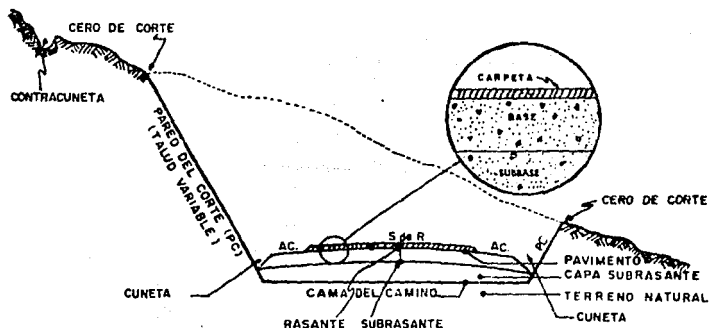 CERO DE CORTE
CONTRACUNETA
PAREO DEL CORTE (PC)
(TALUD VARIABLE)
CARPETA
BASE
SUBBASE
CERO DE CORTE
AC.
S de R
AC.
PC.
PAVIMENTO
CAPA SUBRASANTE
CUNETA
CAMA DEL CAMINO
TERRENO NATURAL
CUNETA
RASANTE
SUBRASANTE